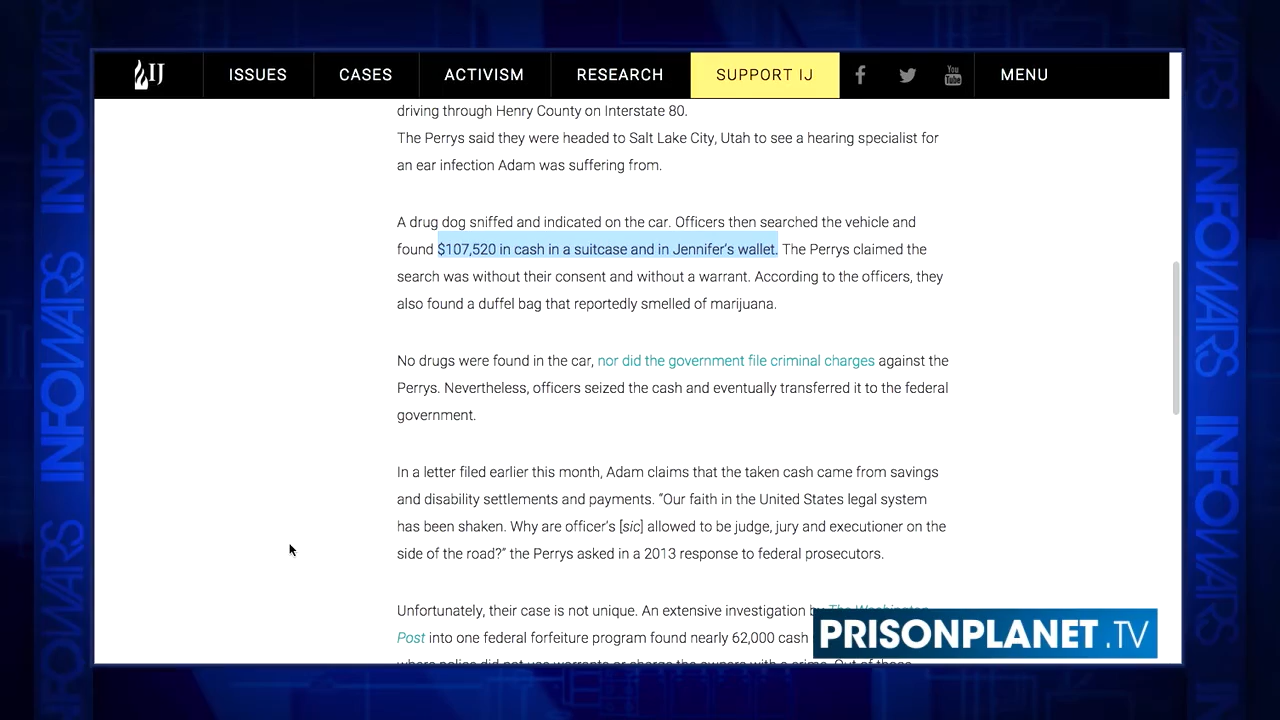 IJ
ISSUES
CASES
ACTIVISM
RESEARCH
SUPPORT IJ
You
Tube
MENU
driving through Henry County on Interstate 80.
The Perrys said they were headed to Salt Lake City, Utah to see a hearing specialist for
an ear infection Adam was suffering from.
A drug dog sniffed and indicated on the car. Officers then searched the vehicle and
found $107,520 in cash in a suitcase and in Jennifer's wallet. The Perrys claimed the
search was without their consent and without a warrant. According to the officers, they
also found a duffel bag that reportedly smelled of marijuana.
No drugs were found in the car, nor did the government file criminal charges against the
Perrys. Nevertheless, officers seized the cash and eventually transferred it to the federal
government.
In a letter filed earlier this month, Adam claims that the taken cash came from savings
and disability settlements and payments. “Our faith in the United States legal system
has been shaken. Why are officer's [sic] allowed to be judge, jury and executioner on the
side of the road?” the Perrys asked in a 2013 response to federal prosecutors.
Unfortunately, their case is not unique. An extensive investigation by The Washington
Post into one federal forfeiture program found nearly 62,000 cash
PRISONPLANET.TV
INFOWARS
INFOWARS
INFOWARS
INFOWARS
INFOWARS